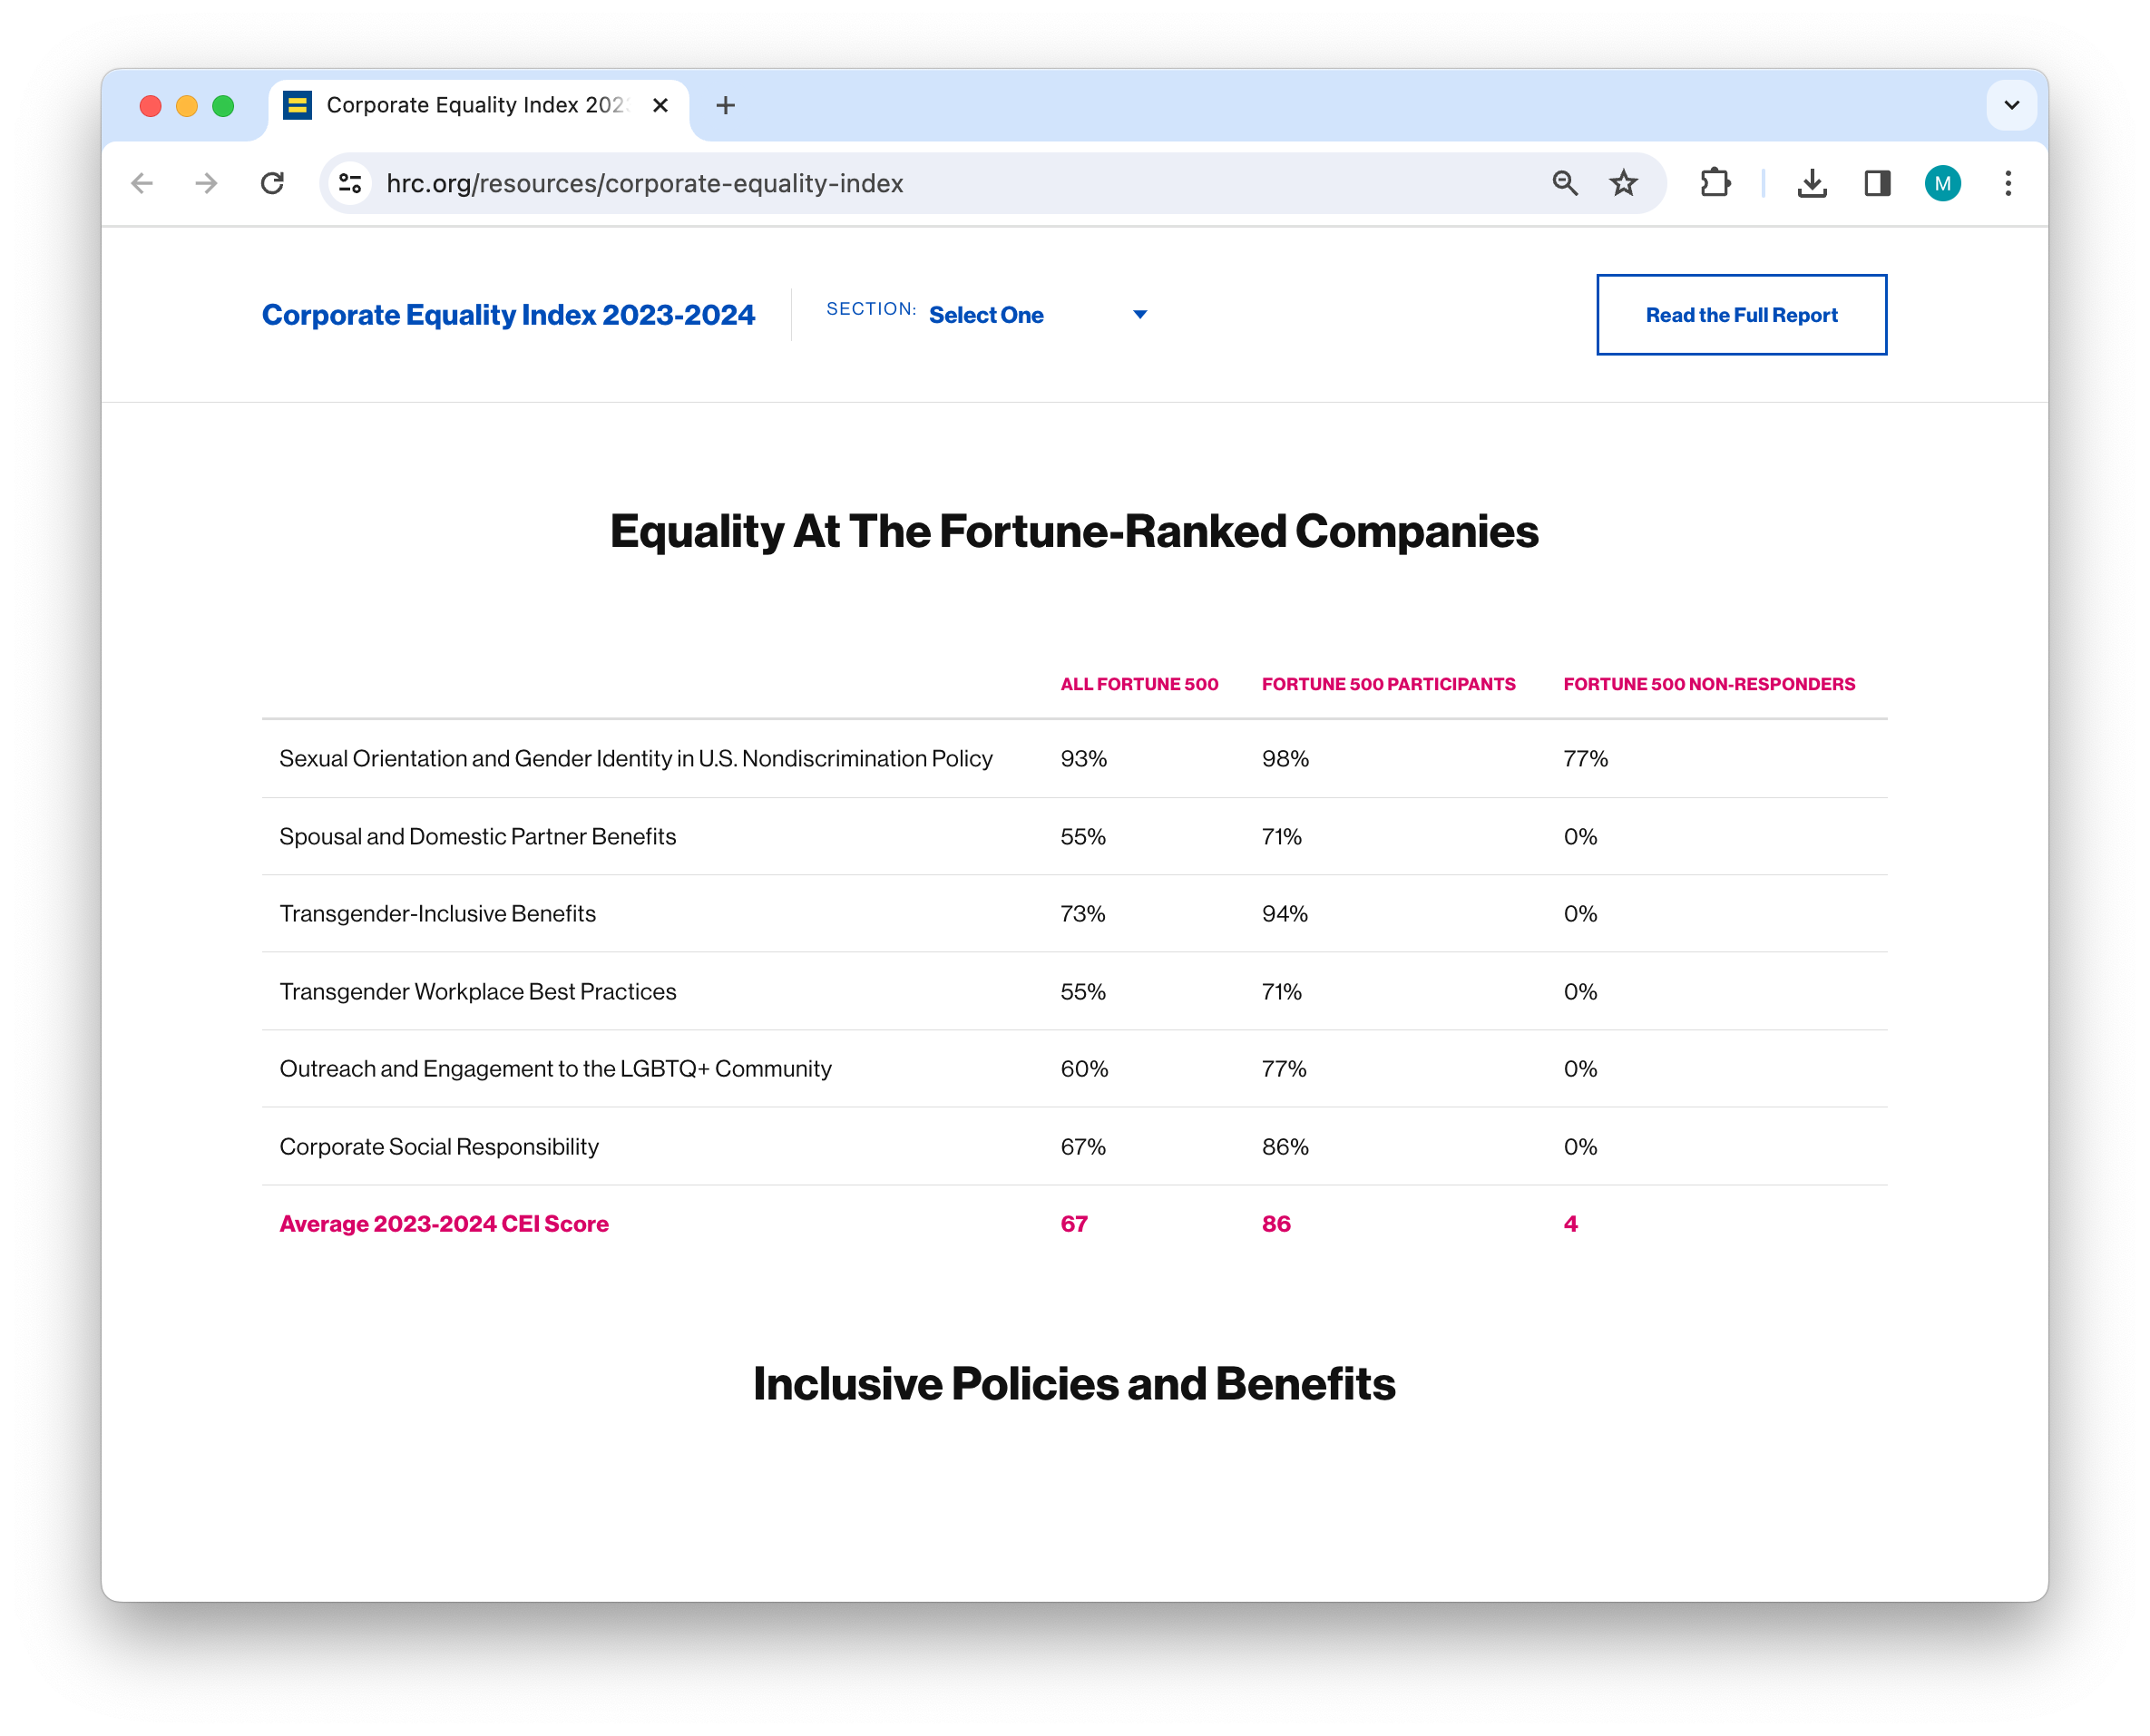 Corporate Equality Index 202
hrc.org/resources/corporate-equality-index
M
Corporate Equality Index 2023-2024
SECTION: Select One
Read the Full Report
Equality At The Fortune-Ranked Companies
ALL FORTUNE 500 FORTUNE 500 PARTICIPANTS FORTUNE 500 NON-RESPONDERS
Sexual Orientation and Gender Identity in U.S. Nondiscrimination Policy 93% 98% 77%
Spousal and Domestic Partner Benefits 55% 71% 0%
Transgender-Inclusive Benefits 73% 94% 0%
Transgender Workplace Best Practices 55% 71% 0%
Outreach and Engagement to the LGBTQ+ Community 60% 77% 0%
Corporate Social Responsibility 67% 86% 0%
Average 2023-2024 CEI Score 67 86 4
Inclusive Policies and Benefits